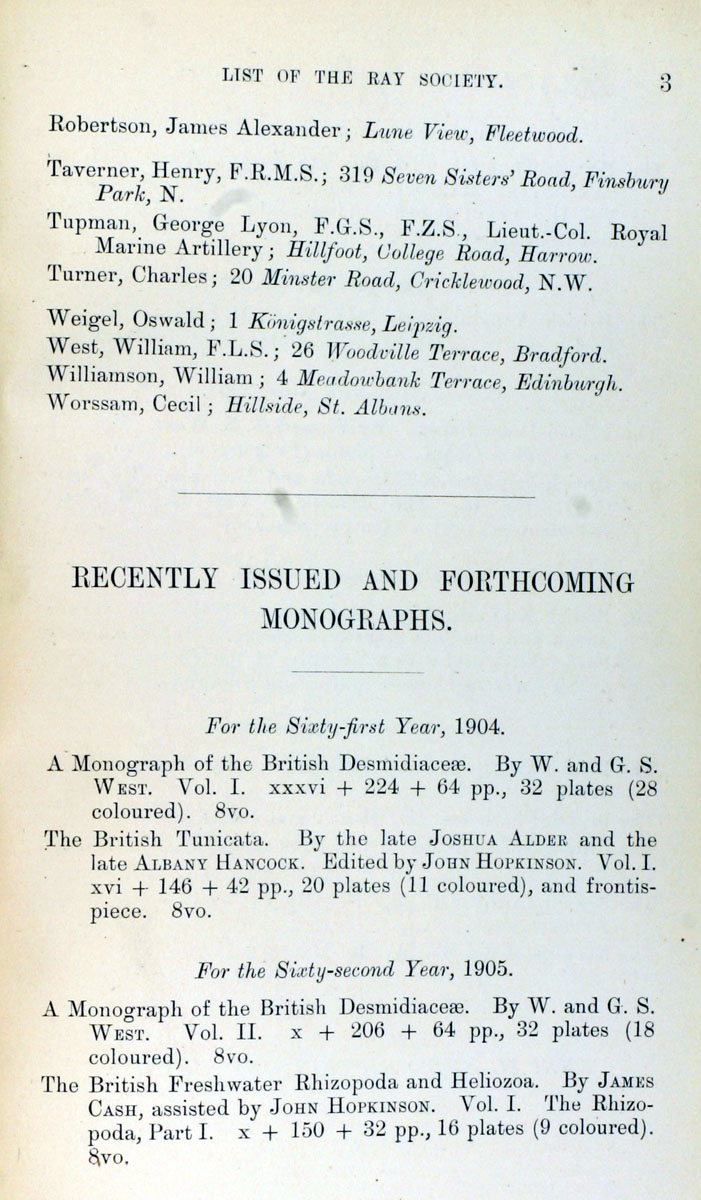 LIST OF THE RAY SOCIETY. 3
Robertson, James Alexander; Lune View, Fleetwood.
Taverner, Henry, F.R.M.S.; 319 Seven Sisters' Road, Finsbury
Park, N.
Tupman, George Lyon, F.G.S., F.Z.S., Lieut.-Col. Royal
Marine Artillery; Hillfoot, College Road, Harrow.
Turner, Charles; 20 Minster Road, Cricklewood, N.W.
Weigel, Oswald; 1 Königstrasse, Leipzig.
West, William, F.L.S.; 26 Woodville Terrace, Bradford.
Williamson, William; 4 Meadowbank Terrace, Edinburgh.
Worssam, Cecil; Hillside, St. Albans.
RECENTLY ISSUED AND FORTHCOMING
MONOGRAPHS.
For the Sixty-first Year, 1904.
A Monograph of the British Desmidiaceæ. By W. and G. S.
WEST. Vol. I. xxxvi + 224 + 64 pp., 32 plates (28
coloured). 8vo.
The British Tunicata. By the late JOSHUA ALDER and the
late ALBANY HANCOCK. Edited by JOHN HOPKINSON. Vol. I.
xvi + 146 + 42 pp., 20 plates (11 coloured), and frontis-
piece. 8vo.
For the Sixty-second Year, 1905.
A Monograph of the British Desmidiaceæ. By W. and G. S.
WEST. Vol. II. x + 206 + 64 pp., 32 plates (18
coloured). 8vo.
The British Freshwater Rhizopoda and Heliozoa. By JAMES
CASH, assisted by JOHN HOPKINSON. Vol. I. The Rhizo-
poda, Part I. x + 150 + 32 pp., 16 plates (9 coloured).
8vo.